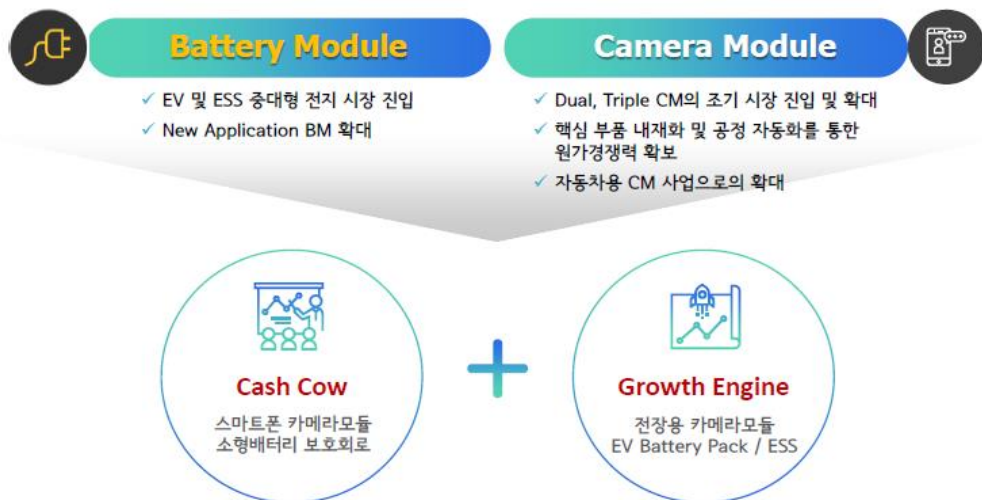 Battery Module
✓ EV 및 ESS 중대형 전지 시장 진입
✓ New Application BM 확대
Camera Module
✓ Dual, Triple CM의 조기 시장 진입 및 확대
✓ 핵심 부품 내재화 및 공정 자동화를 통한
원가경쟁력 확보
✓ 자동차용 CM 사업으로의 확대
Cash Cow
스마트폰 카메라모듈
소형배터리 보호회로
+
Growth Engine
전장용 카메라모듈
EV Battery Pack / ESS